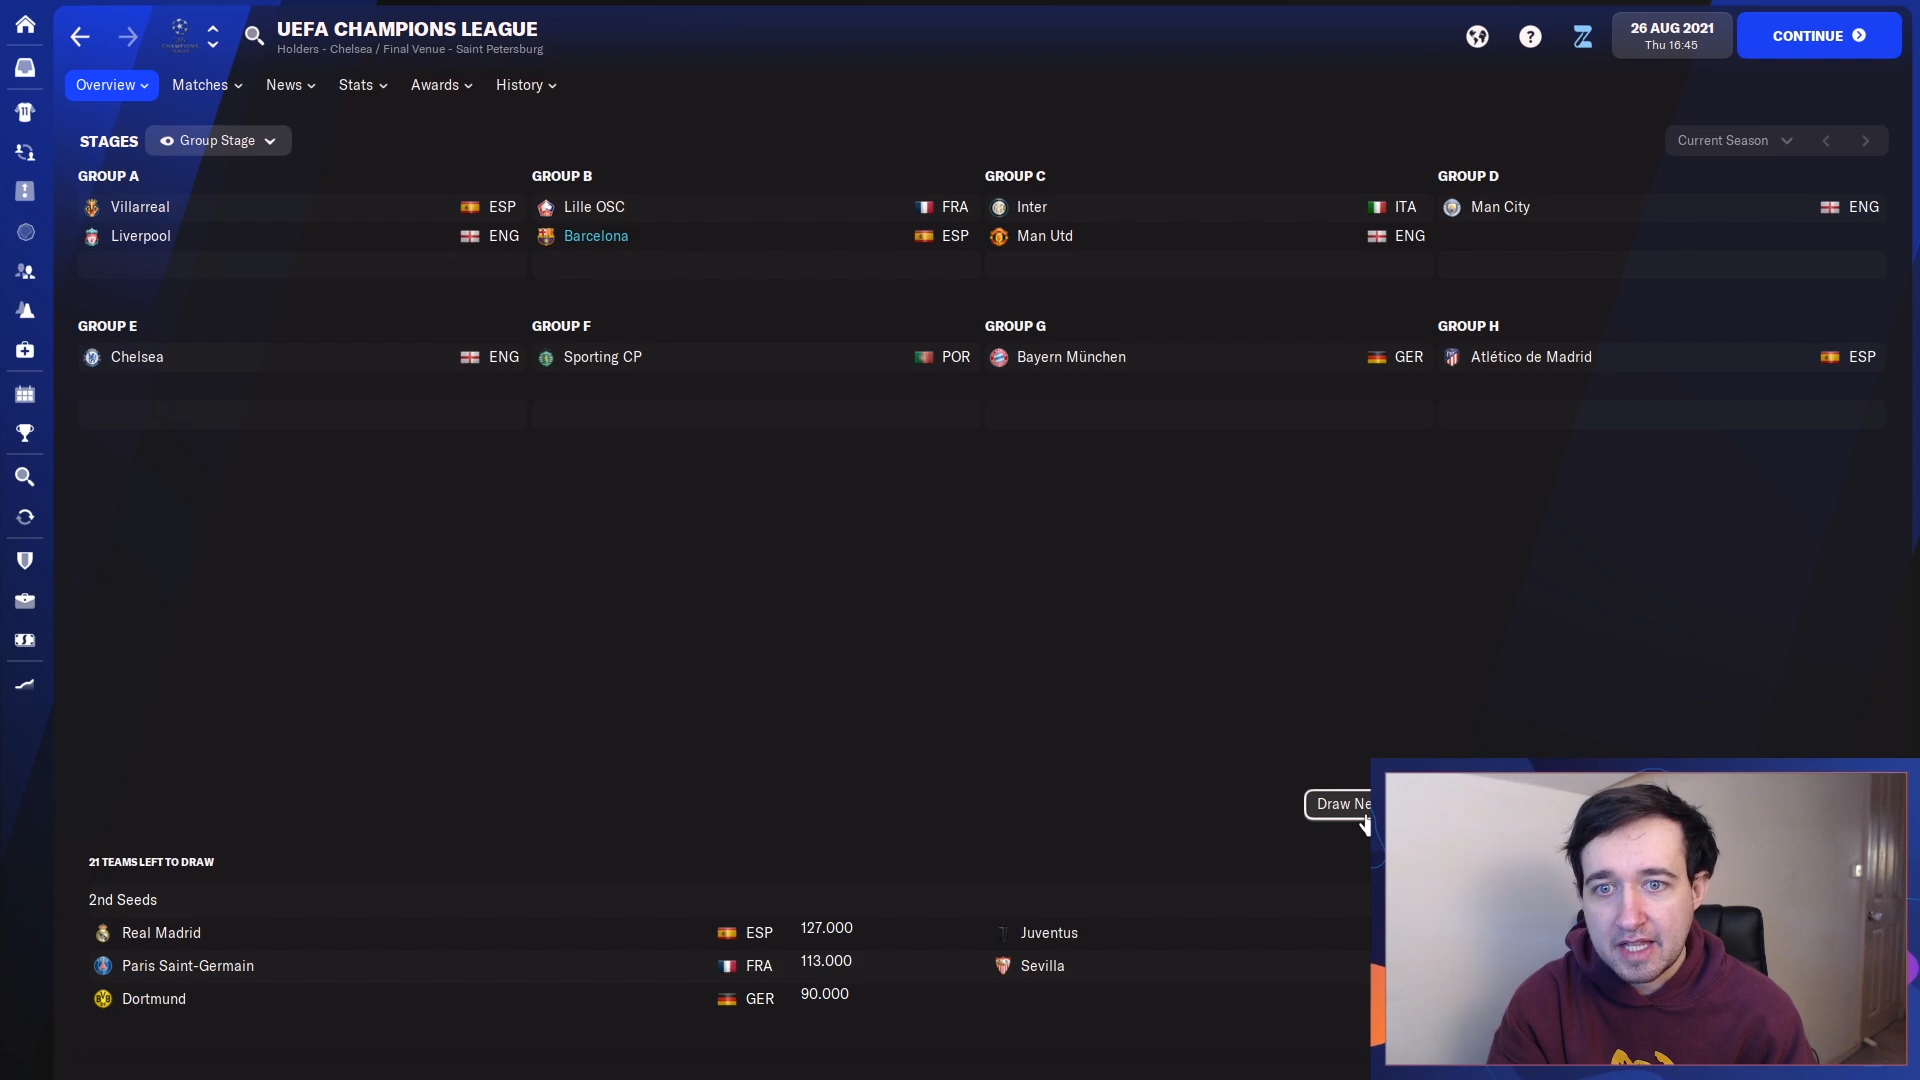 UEFA CHAMPIONS LEAGUE
Holders - Chelsea / Final Venue - Saint Petersburg
26 AUG 2021
Thu 16:45
CONTINUE
Overview
Matches
News
Stats
Awards
History
STAGES
Group Stage
Current Season
GROUP A
Villarreal ESP
Liverpool ENG
GROUP B
Lille OSC FRA
Barcelona ESP
GROUP C
Inter ITA
Man Utd ENG
GROUP D
Man City ENG
GROUP E
Chelsea ENG
GROUP F
Sporting CP POR
GROUP G
Bayern München GER
GROUP H
Atlético de Madrid ESP
Draw Ne
21 TEAMS LEFT TO DRAW
2nd Seeds
Real Madrid ESP 127.000 Juventus
Paris Saint-Germain FRA 113.000 Sevilla
Dortmund GER 90.000